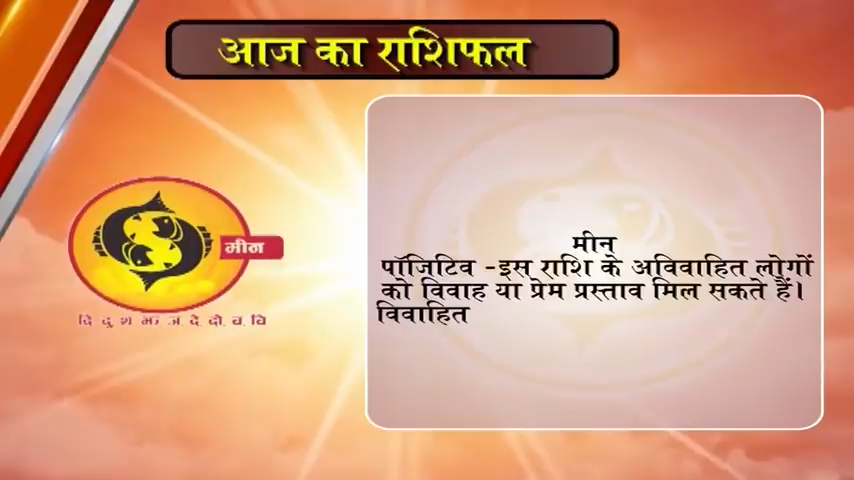 आज का राशिफल
मीन
पॉजिटिव -इस राशि के अविवाहित लोगों
को विवाह या प्रेम प्रस्ताव मिल सकते हैं।
विवाहित
मीन
दि दु श झ ञ दे दो च चि